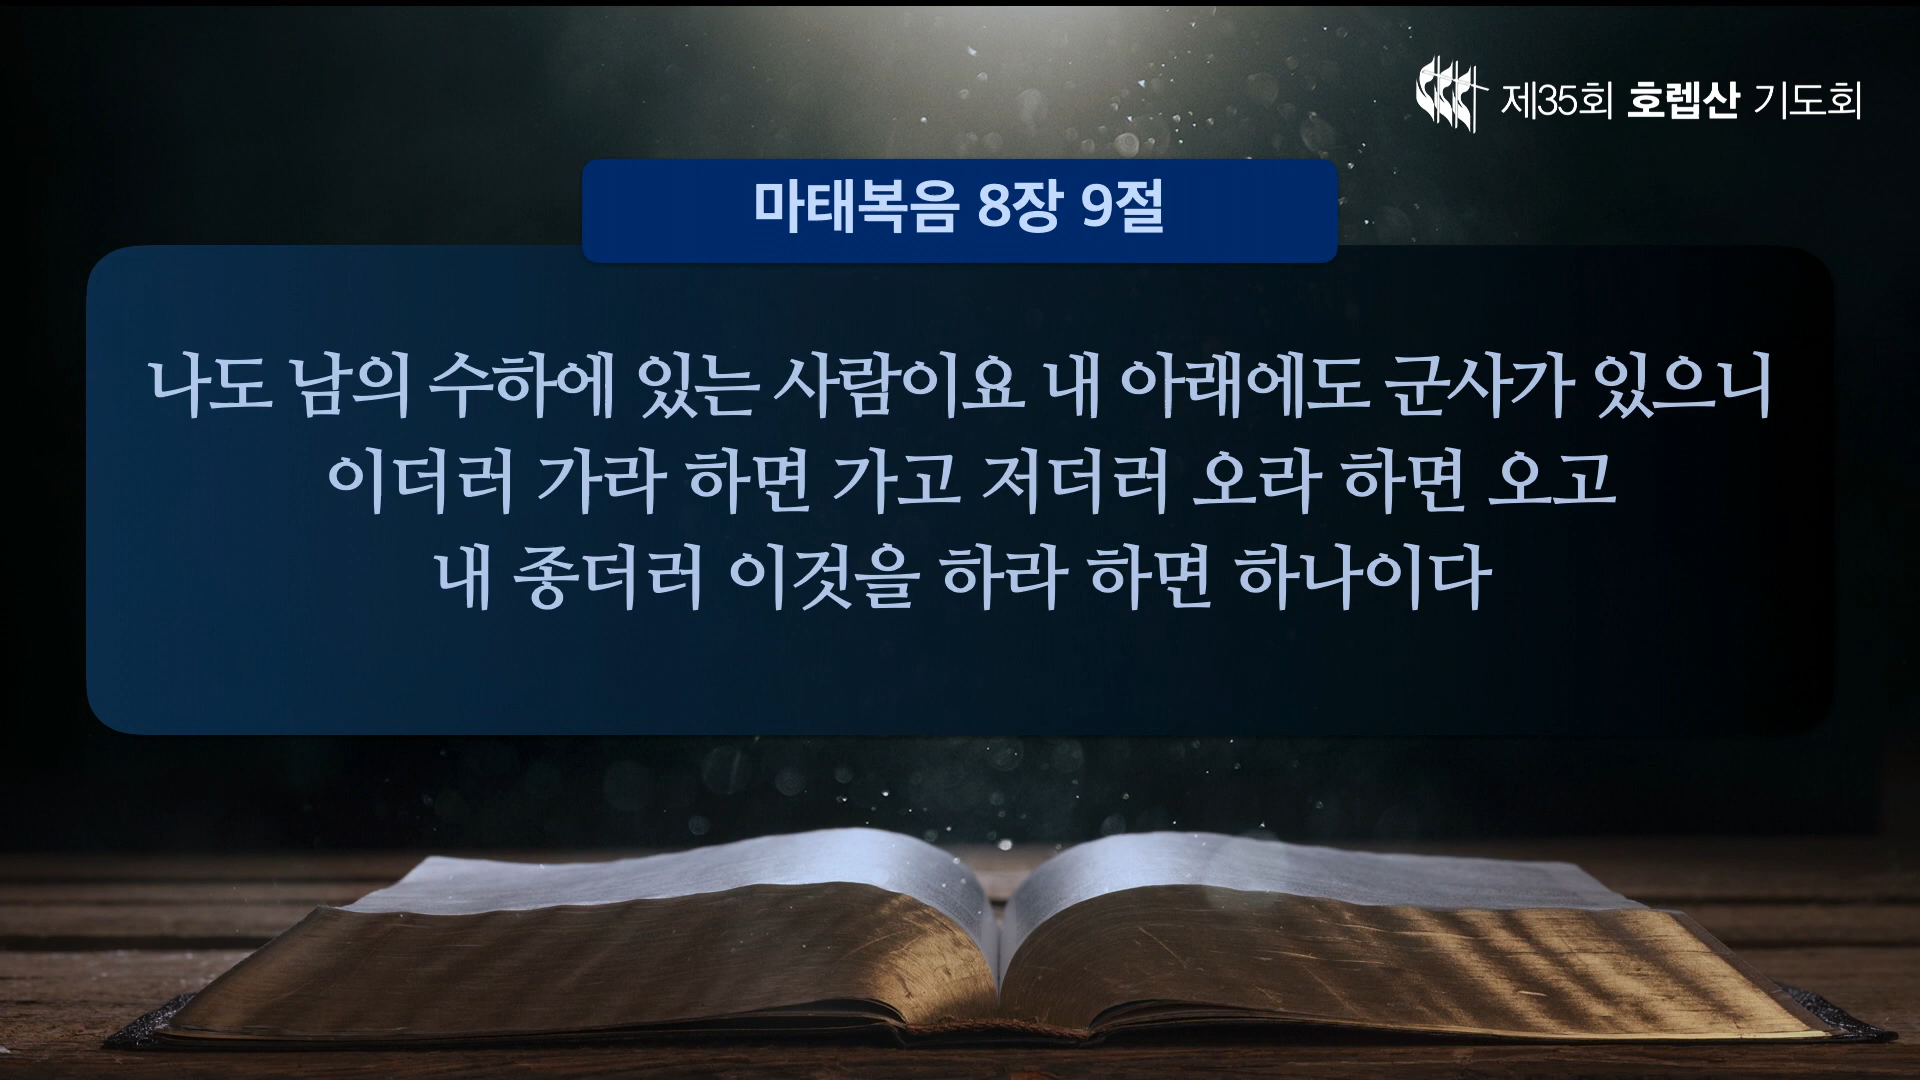 제35회 호렙산 기도회
마태복음 8장 9절
나도 남의 수하에 있는 사람이요 내 아래에도 군사가 있으니
이더러 가라 하면 가고 저더러 오라 하면 오고
내 종더러 이것을 하라 하면 하나이다